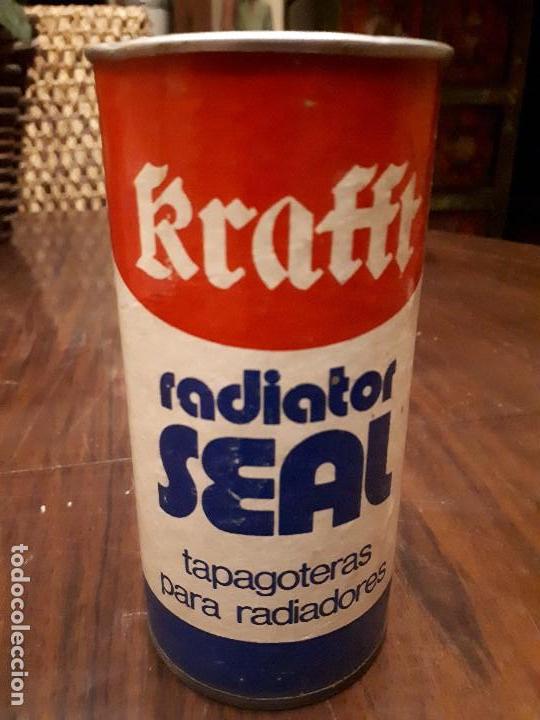 krafft
radiator
SEAL
tapagoteras
para radiadores
todocoleccion